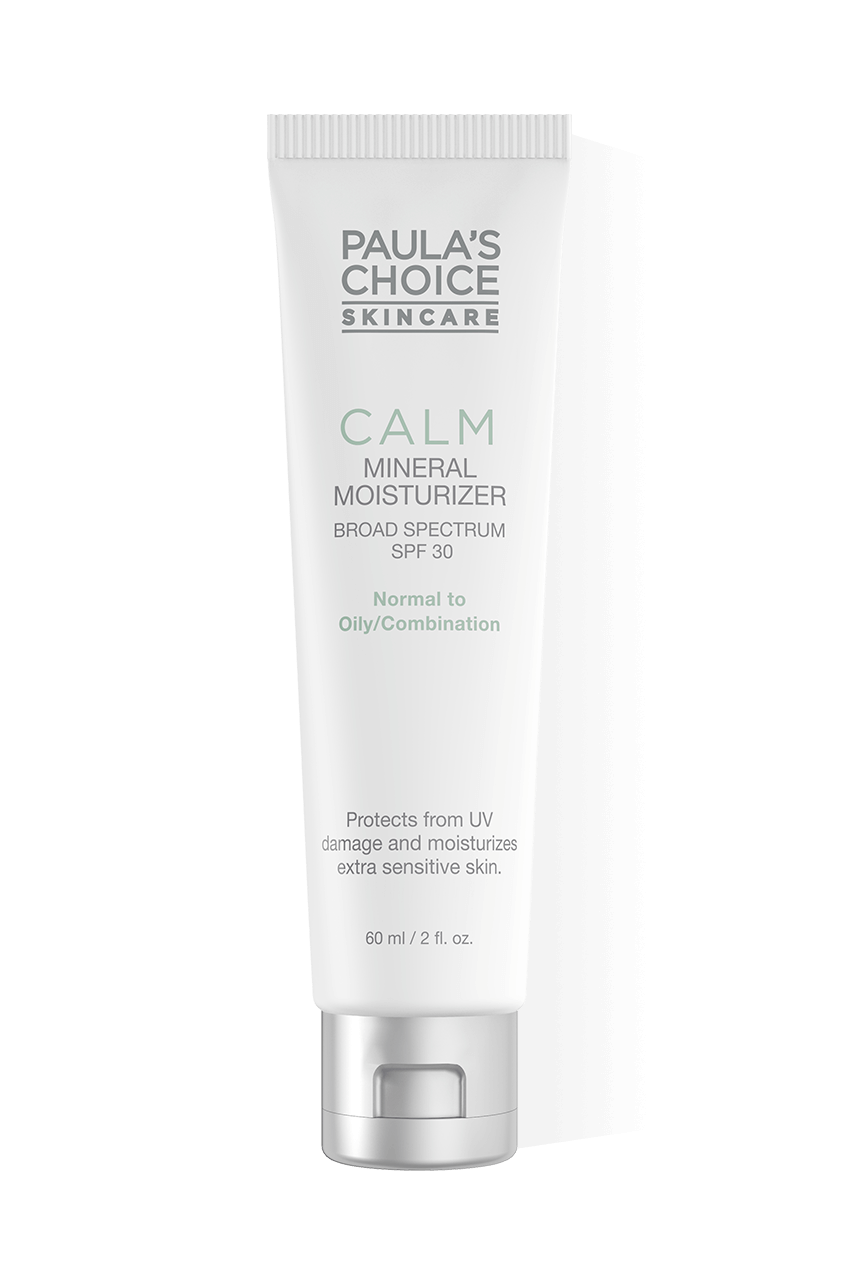 PAULA'S
CHOICE
SKINCARE
CALM
MINERAL
MOISTURIZER
BROAD SPECTRUM
SPF 30
Normal to
Oily/Combination
Protects from UV
damage and moisturizes
extra sensitive skin.
60 ml / 2 fl. oz.